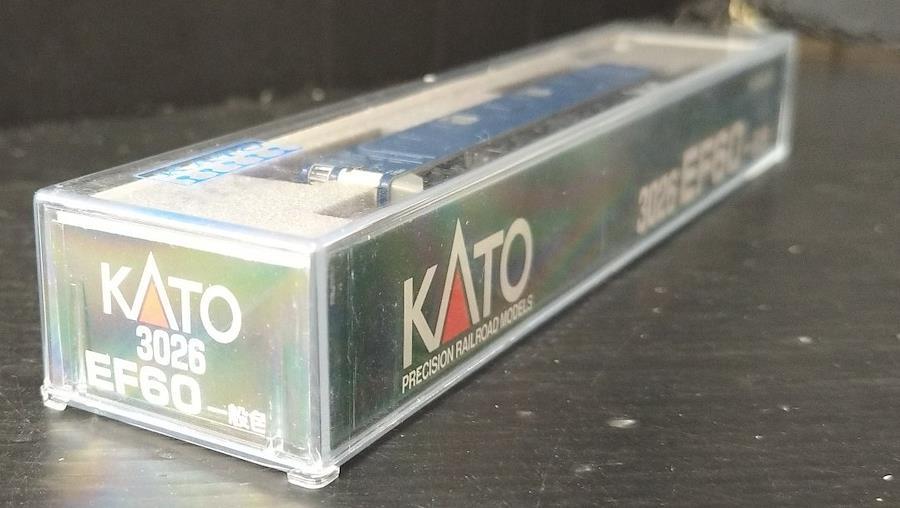 KATO
3026
EF60 一般色
KATO
PRECISION RAILROAD MODELS
3026 EF60